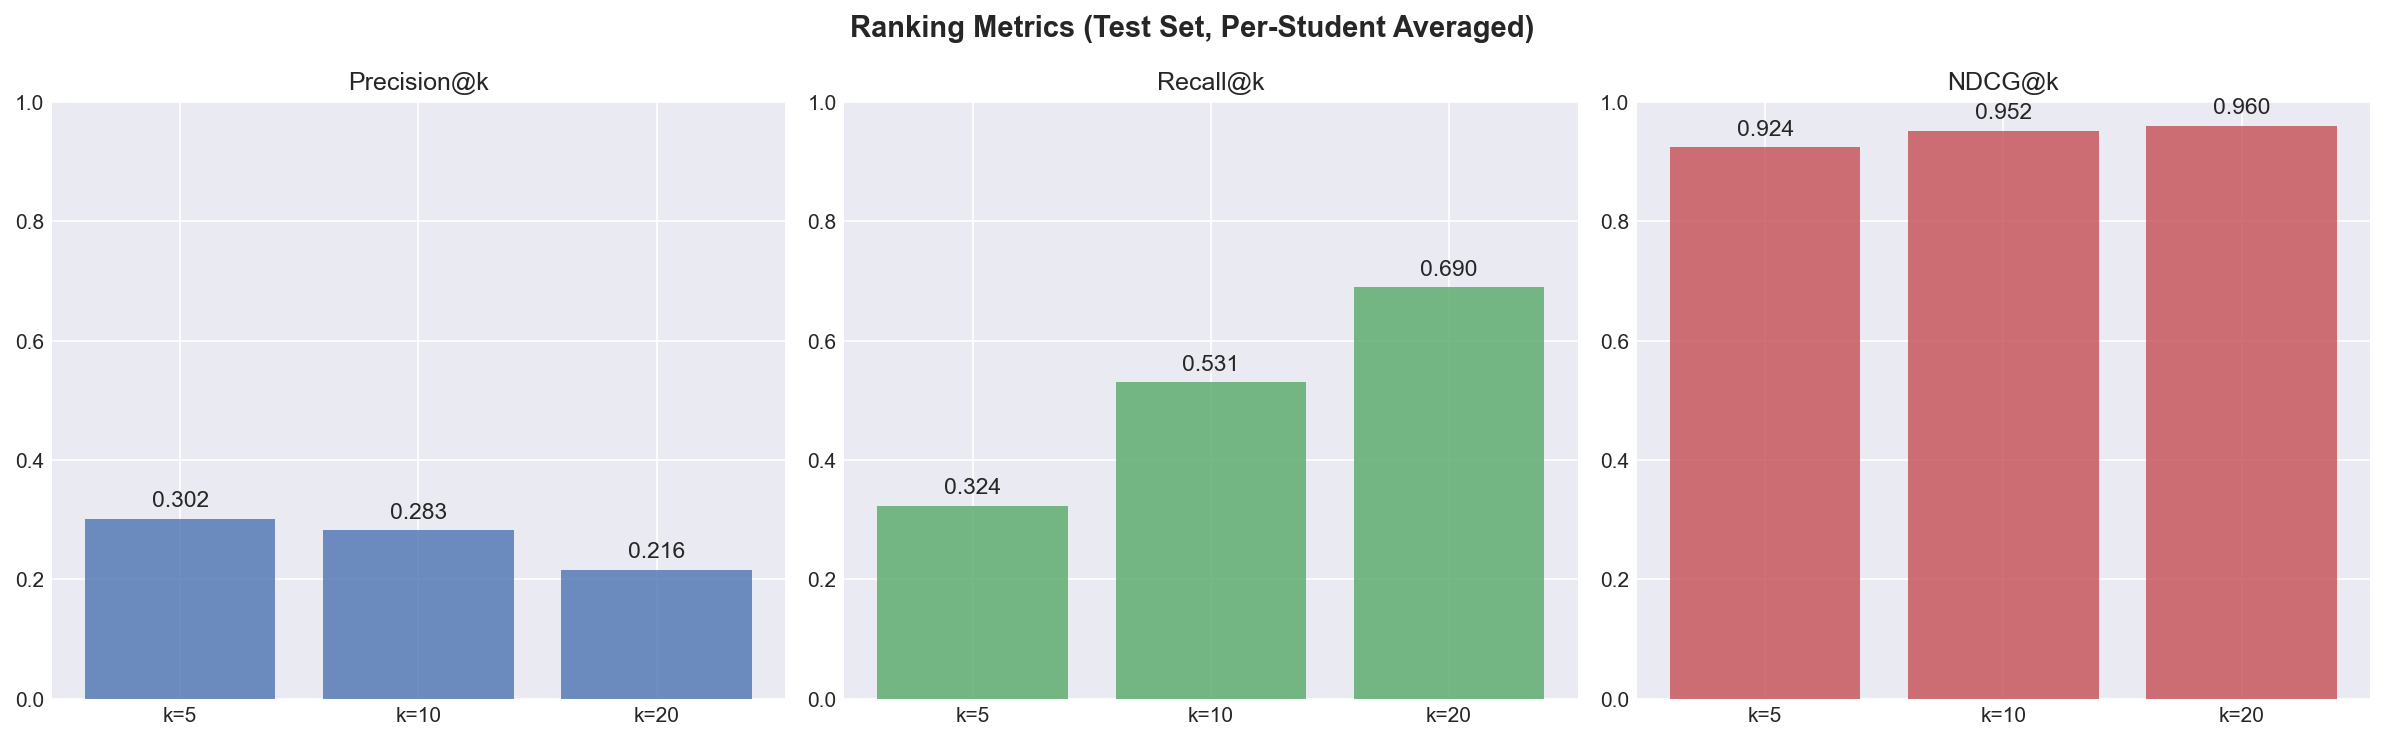 Ranking Metrics (Test Set, Per-Student Averaged)
Precision@k
1.0
0.8
0.6
0.4
0.2
0.0
0.302
0.283
0.216
k=5
k=10
k=20
Recall@k
1.0
0.8
0.6
0.4
0.2
0.0
0.324
0.531
0.690
k=5
k=10
k=20
NDCG@k
1.0
0.8
0.6
0.4
0.2
0.0
0.924
0.952
0.960
k=5
k=10
k=20